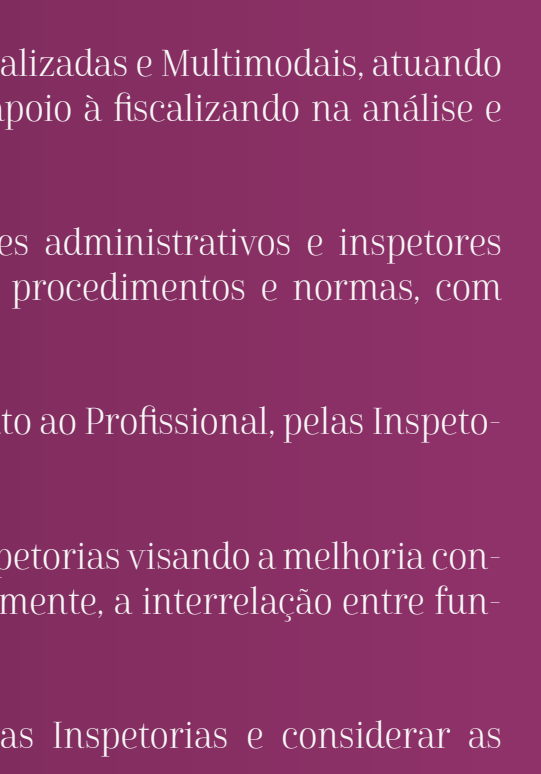 alizadas e Multimodais, atuando
apoio à fiscalizando na análise e
es administrativos e inspetores
procedimentos e normas, com
to ao Profissional, pelas Inspeto-
petorias visando a melhoria con-
mente, a interrelação entre fun-
as Inspetorias e considerar as